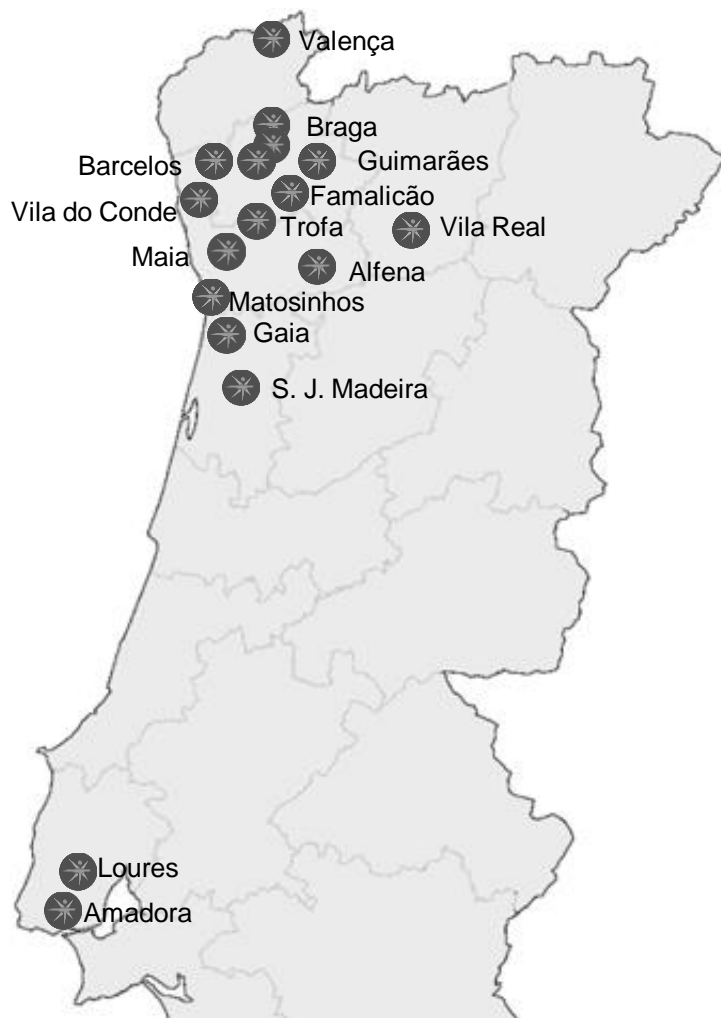 Valença
Braga
Barcelos
Guimarães
Famalicão
Vila do Conde
Trofa
Vila Real
Maia
Alfena
Matosinhos
Gaia
S. J. Madeira
Loures
Amadora